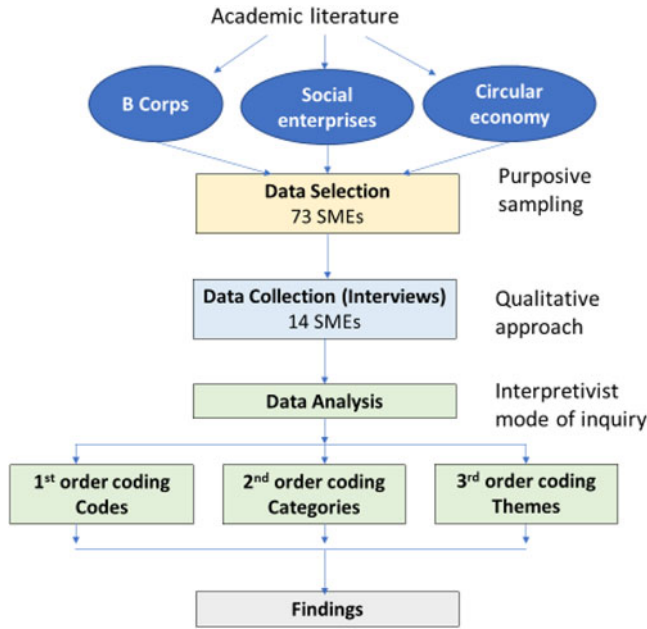 Academic literature
B Corps
Social
enterprises
Circular
economy
Data Selection
73 SMEs
Purposive
sampling
Data Collection (Interviews)
14 SMEs
Qualitative
approach
Data Analysis
Interpretivist
mode of inquiry
1st order coding
Codes
2nd order coding
Categories
3rd order coding
Themes
Findings